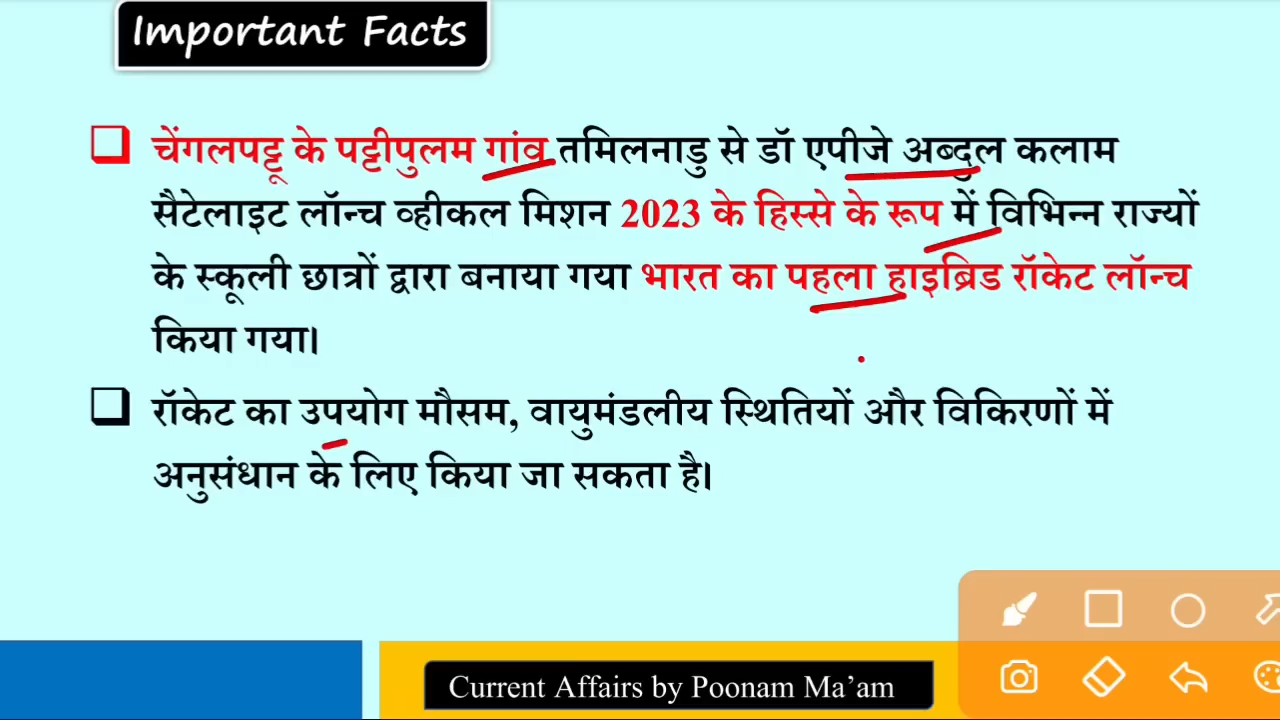 Important Facts
चेंगलपट्टू के पट्टीपुलम गांव तमिलनाडु से डॉ एपीजे अब्दुल कलाम
सैटेलाइट लॉन्च व्हीकल मिशन 2023 के हिस्से के रूप में विभिन्न राज्यों
के स्कूली छात्रों द्वारा बनाया गया भारत का पहला हाइब्रिड रॉकेट लॉन्च
किया गया।
रॉकेट का उपयोग मौसम, वायुमंडलीय स्थितियों और विकिरणों में
अनुसंधान के लिए किया जा सकता है।
Current Affairs by Poonam Ma’am